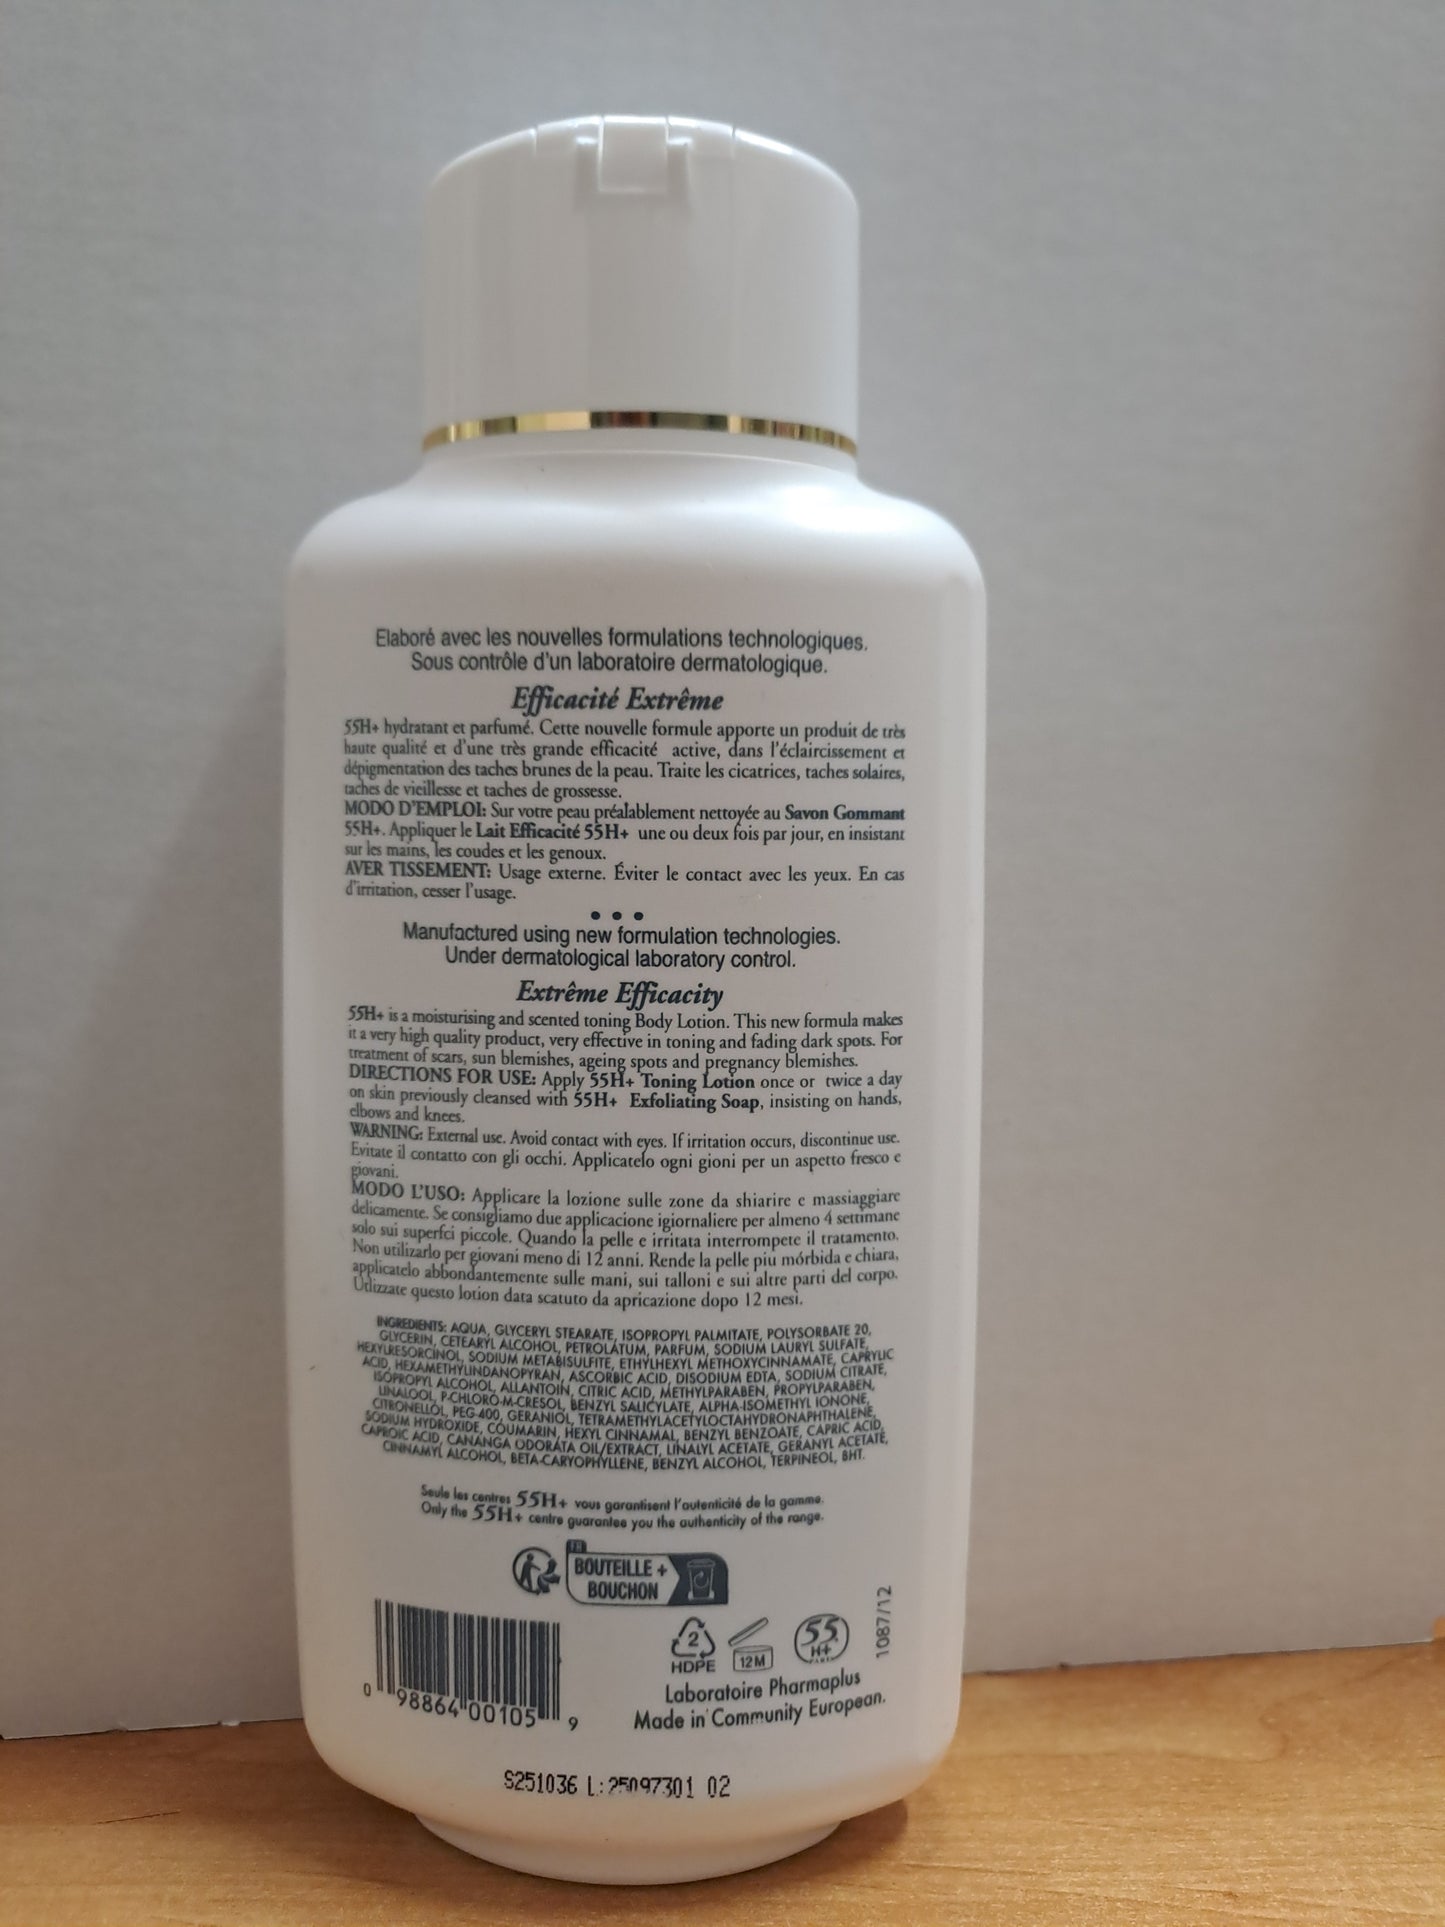 Elaboré avec les nouvelles formulations technologiques.
Sous contrôle d'un laboratoire dermatologique.
Efficacité Extrême
55H+ hydratant et parfumé. Cette nouvelle formule apporte un produit de très
haute qualité et d'une très grande efficacité active, dans l'éclaircissement et
dépigmentation des taches brunes de la peau. Traite les cicatrices, taches solaires,
taches de vieillesse et taches de grossesse.
MODO D'EMPLOI: Sur votre peau préalablement nettoyée au Savon Gommant
55H+. Appliquer le Lait Efficacité 55H+ une ou deux fois par jour, en insistant
sur les mains, les coudes et les genoux.
AVER TISSEMENT: Usage externe. Éviter le contact avec les yeux. En cas
d'irritation, cesser l'usage.
• • •
Manufactured using new formulation technologies.
Under dermatological laboratory control.
Extrême Efficacity
55H+ is a moisturising and scented toning Body Lotion. This new formula makes
it a very high quality product, very effective in toning and fading dark spots. For
treatment of scars, sun blemishes, ageing spots and pregnancy blemishes.
DIRECTIONS FOR USE: Apply 55H+ Toning Lotion once or twice a day
on skin previously cleansed with 55H+ Exfoliating Soap, insisting on hands,
elbows and knees.
WARNING: External use. Avoid contact with eyes. If irritation occurs, discontinue use.
Evitate il contatto con gli occhi. Applicatelo ogni gioni per un aspetto fresco e
giovani.
MODO L'USO: Applicare la lozione sulle zone da shiarire e massiaggiare
delicamente. Se consigliamo due applicacione igiornaliere per almeno 4 settimane
solo sui superfci piccole. Quando la pelle e irritata interrompete il tratamento.
Non utilizarlo per giovani meno di 12 anni. Rende la pelle piu mórbida e chiara,
applicatelo abbondantemente sulle mani, sui talloni e sui altre parti del corpo.
Utlizzate questo lotion data scatuto da apricazione dopo 12 mesi.
INGREDIENTS: AQUA, GLYCERYL STEARATE, ISOPROPYL PALMITATE, POLYSORBATE 20,
GLYCERIN, CETEARYL ALCOHOL, PETROLATUM, PARFUM, SODIUM LAURYL SULFATE,
HEXYLRESORCINOL, SODIUM METABISULFITE, ETHYLHEXYL METHOXYCINNAMATE, CAPRYLIC
ACID, HEXAMETHYLINDANOPYRAN, ASCORBIC ACID, DISODIUM EDTA, SODIUM CITRATE,
ISOPROPYL ALCOHOL, ALLANTOIN, CITRIC ACID, METHYLPARABEN, PROPYLPARABEN,
LINALOOL, P-CHLORO-M-CRESOL, BENZYL SALICYLATE, ALPHA-ISOMETHYL IONONE,
CITRONELLOL, PEG-400, GERANIOL, TETRAMETHYLACETYLOCTAHYDRONAPHTHALENE,
SODIUM HYDROXIDE, COUMARIN, HEXYL CINNAMAL, BENZYL BENZOATE, CAPRIC ACID,
CAPROIC ACID, CANANGA ODORATA OIL/EXTRACT, LINALYL ACETATE, GERANYL ACETATE,
CINNAMYL ALCOHOL, BETA-CARYOPHYLLENE, BENZYL ALCOHOL, TERPINEOL, BHT.
Seule les centres 55H+ vous garantisent l'autenticité de la gamme.
Only the 55H+ centre guarantee you the authenticity of the range.
FR
BOUTEILLE +
BOUCHON
2
HDPE
12M
55
H+
PARIS
1087/12
0 98864 00105 9
Laboratoire Pharmaplus
Made in Community European.
S251036 L:25097301 02